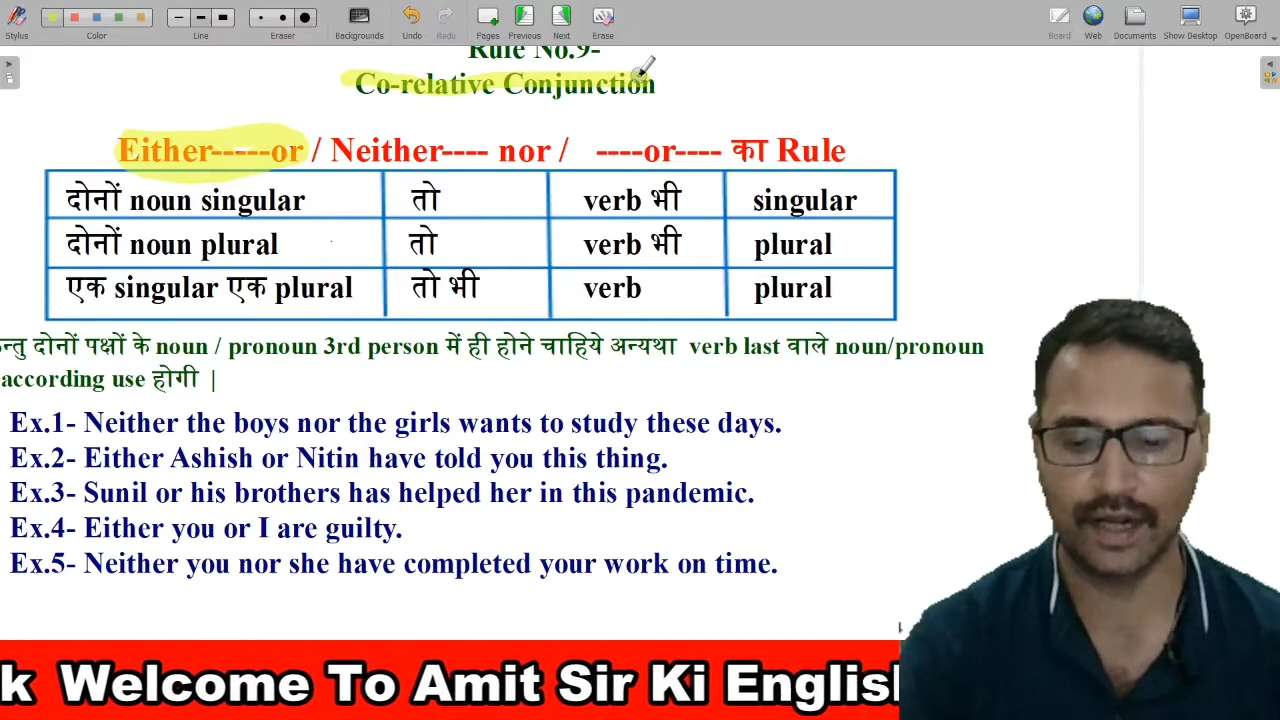 Stylus Color Line Eraser Backgrounds Undo Redo Pages Previous Next Erase Board Web Documents Show Desktop OpenBoard
Rule No.9-
Co-relative Conjunction
Either-----or / Neither---- nor / ----or---- का Rule
दोनों noun singular तो verb भी singular
दोनों noun plural तो verb भी plural
एक singular एक plural तो भी verb plural
न्तु दोनों पक्षों के noun / pronoun 3rd person में ही होने चाहिये अन्यथा verb last वाले noun/pronoun
according use होगी |
Ex.1- Neither the boys nor the girls wants to study these days.
Ex.2- Either Ashish or Nitin have told you this thing.
Ex.3- Sunil or his brothers has helped her in this pandemic.
Ex.4- Either you or I are guilty.
Ex.5- Neither you nor she have completed your work on time.
k Welcome To Amit Sir Ki English